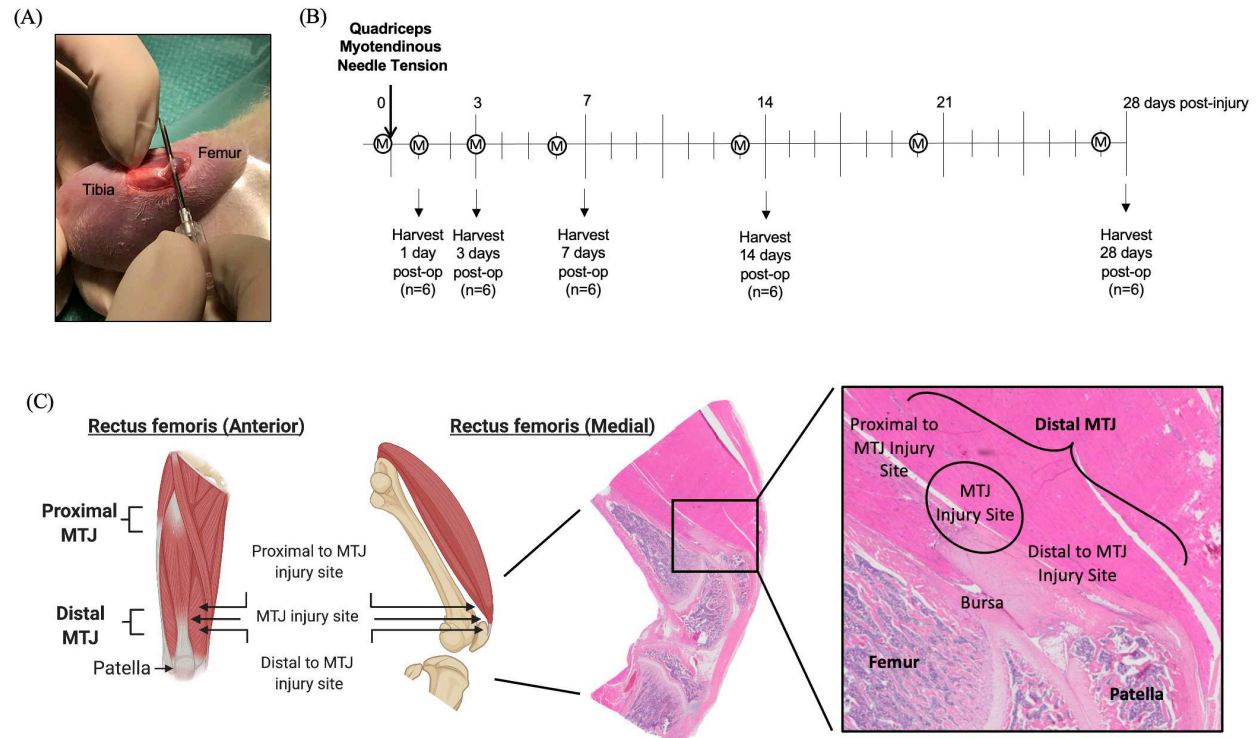 (A)
Femur
Tibia
(B)
Quadriceps
Myotendinous
Needle Tension
0
3
7
14
21
28 days post-injury
M
M
M
M
M
M
M
Harvest
1 day
post-op
(n=6)
Harvest
3 days
post-op
(n=6)
Harvest
7 days
post-op
(n=6)
Harvest
14 days
post-op
(n=6)
Harvest
28 days
post-op
(n=6)
(C)
Rectus femoris (Anterior)
Proximal
MTJ
Distal
MTJ
Patella
Rectus femoris (Medial)
Proximal to MTJ
injury site
MTJ injury site
Distal to MTJ
injury site
Proximal to
MTJ Injury
Site
Distal MTJ
MTJ
Injury Site
Distal to MTJ
Injury Site
Bursa
Femur
Patella